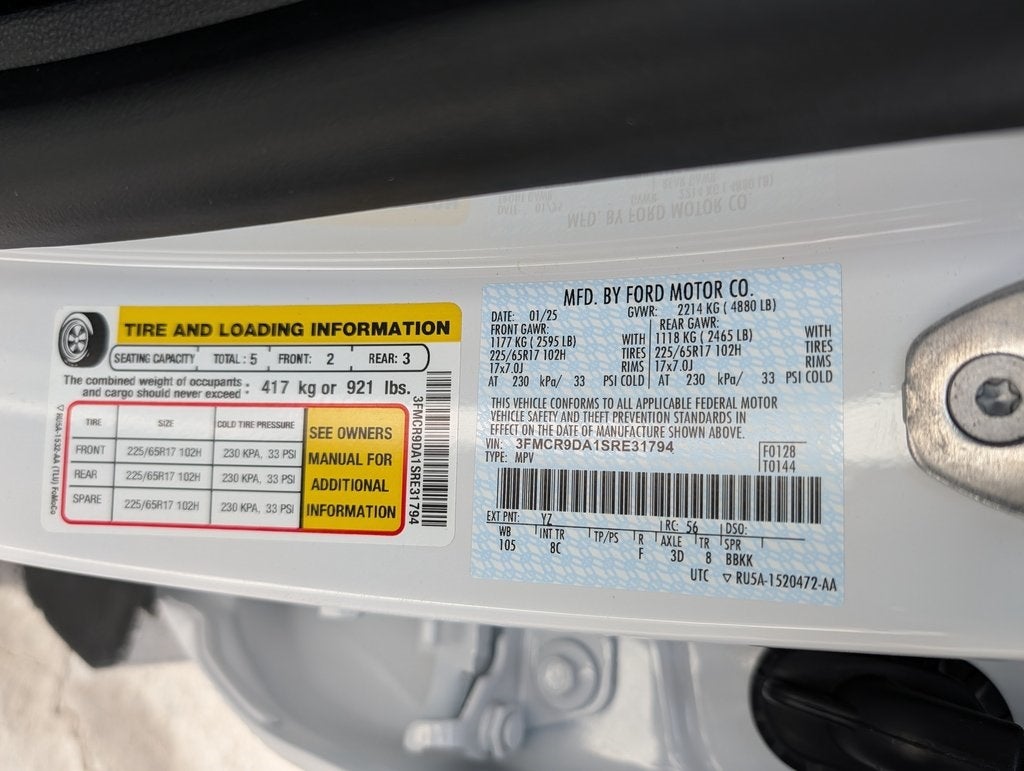 TIRE AND LOADING INFORMATION
SEATING CAPACITY TOTAL : 5 FRONT: 2 REAR: 3
The combined weight of occupants and cargo should never exceed : 417 kg or 921 lbs.
TIRE SIZE COLD TIRE PRESSURE
FRONT 225/65R17 102H 230 KPA, 33 PSI
REAR 225/65R17 102H 230 KPA, 33 PSI
SPARE 225/65R17 102H 230 KPA, 33 PSI
SEE OWNERS
MANUAL FOR
ADDITIONAL
INFORMATION
▽ RU5A-1532-AA (TLU) FoMoCo
3FMCR9DA1SRE31794
MFD. BY FORD MOTOR CO.
DATE: 01/25 GVWR: 2214 KG ( 4880 LB)
FRONT GAWR: REAR GAWR:
1177 KG ( 2595 LB) WITH 1118 KG ( 2465 LB) WITH
225/65R17 102H TIRES 225/65R17 102H TIRES
17x7.0J RIMS 17x7.0J RIMS
AT 230 kPa/ 33 PSI COLD AT 230 kPa/ 33 PSI COLD
THIS VEHICLE CONFORMS TO ALL APPLICABLE FEDERAL MOTOR
VEHICLE SAFETY AND THEFT PREVENTION STANDARDS IN
EFFECT ON THE DATE OF MANUFACTURE SHOWN ABOVE.
VIN: 3FMCR9DA1SRE31794 F0128
TYPE: MPV T0144
EXT PNT: YZ RC: 56 DSO:
WB INT TR TP/PS R AXLE TR SPR
105 8C F 3D 8 BBKK
UTC ▽ RU5A-1520472-AA